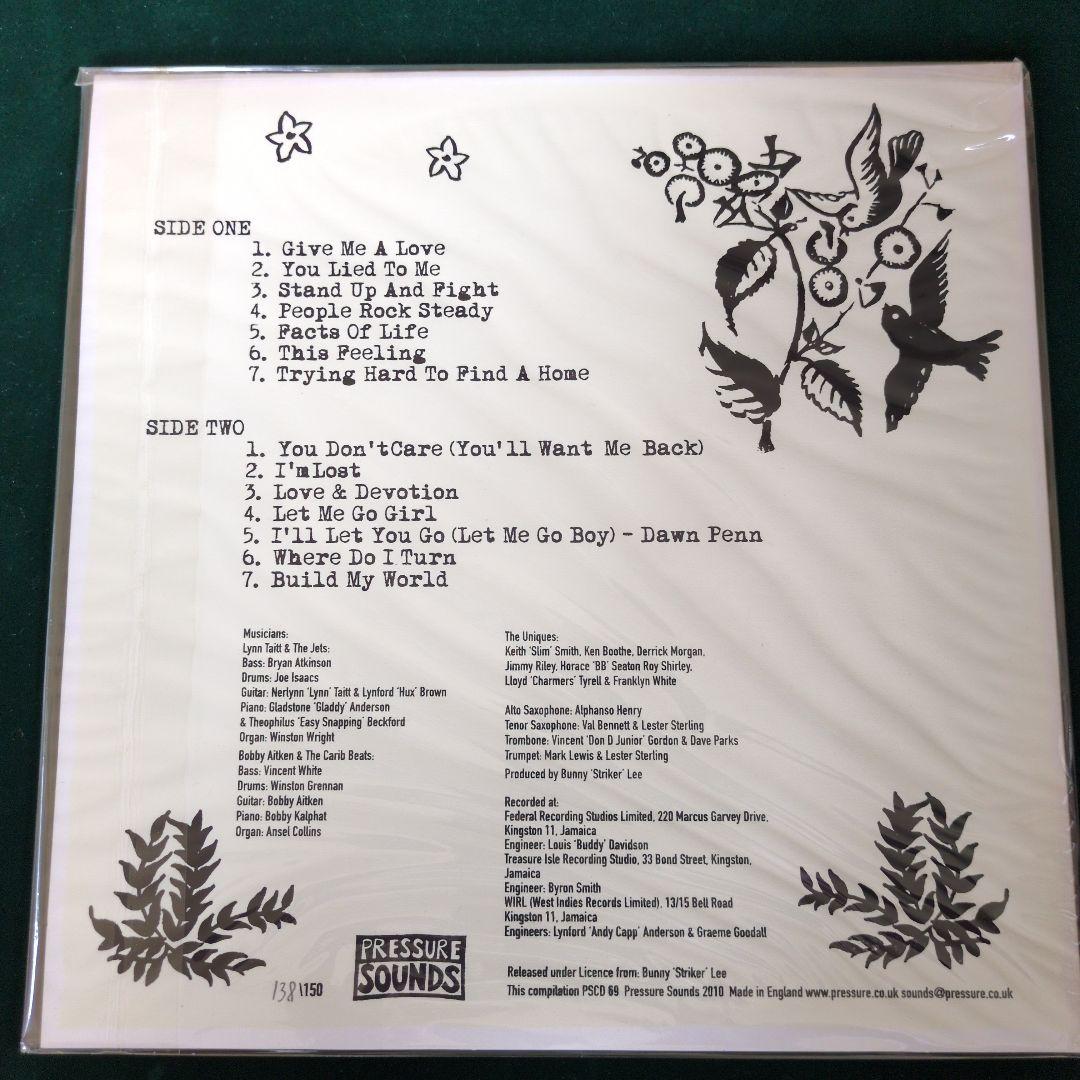 SIDE ONE
1. Give Me A Love
2. You Lied To Me
3. Stand Up And Fight
4. People Rock Steady
5. Facts Of Life
6. This Feeling
7. Trying Hard To Find A Home
SIDE TWO
1. You Don'tCare (You'll Want Me Back)
2. I'm Lost
3. Love & Devotion
4. Let Me Go Girl
5. I'll Let You Go (Let Me Go Boy) - Dawn Penn
6. Where Do I Turn
7. Build My World
Musicians:
Lynn Taitt & The Jets:
Bass: Bryan Atkinson
Drums: Joe Isaacs
Guitar: Nerlynn 'Lynn' Taitt & Lynford 'Hux' Brown
Piano: Gladstone 'Gladdy' Anderson
& Theophilus 'Easy Snapping' Beckford
Organ: Winston Wright
Bobby Aitken & The Carib Beats:
Bass: Vincent White
Drums: Winston Grennan
Guitar: Bobby Aitken
Piano: Bobby Kalphat
Organ: Ansel Collins
The Uniques:
Keith 'Slim' Smith, Ken Boothe, Derrick Morgan,
Jimmy Riley, Horace 'BB' Seaton Roy Shirley,
Lloyd 'Charmers' Tyrell & Franklyn White
Alto Saxophone: Alphanso Henry
Tenor Saxophone: Val Bennett & Lester Sterling
Trombone: Vincent 'Don D Junior' Gordon & Dave Parks
Trumpet: Mark Lewis & Lester Sterling
Produced by Bunny 'Striker' Lee
Recorded at:
Federal Recording Studios Limited, 220 Marcus Garvey Drive,
Kingston 11, Jamaica
Engineer: Louis 'Buddy' Davidson
Treasure Isle Recording Studio, 33 Bond Street, Kingston,
Jamaica
Engineer: Byron Smith
WIRL (West Indies Records Limited), 13/15 Bell Road
Kingston 11, Jamaica
Engineers: Lynford 'Andy Capp' Anderson & Graeme Goodall
Released under Licence from: Bunny 'Striker' Lee
This compilation PSCD 69 Pressure Sounds 2010 Made in England www.pressure.co.uk sounds@pressure.co.uk
PRESSURE
SOUNDS
138\150